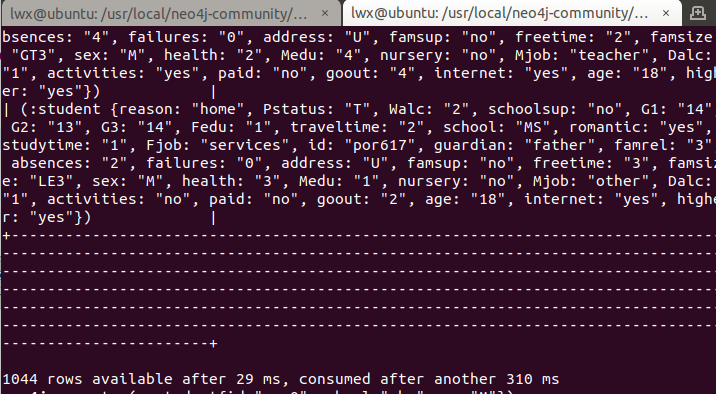 lwx@ubuntu: /usr/local/neo4j-community/... × lwx@ubuntu: /usr/local/neo4j-community/... ×
bsences: "4", failures: "0", address: "U", famsup: "no", freetime: "2", famsize
"GT3", sex: "M", health: "2", Medu: "4", nursery: "no", Mjob: "teacher", Dalc:
"1", activities: "yes", paid: "no", goout: "4", internet: "yes", age: "18", high
er: "yes"}) |
| (:student {reason: "home", Pstatus: "T", Walc: "2", schoolsup: "no", G1: "14"
G2: "13", G3: "14", Fedu: "1", traveltime: "2", school: "MS", romantic: "yes",
studytime: "1", Fjob: "services", id: "por617", guardian: "father", famrel: "3"
absences: "2", failures: "0", address: "U", famsup: "no", freetime: "3", famsiz
e: "LE3", sex: "M", health: "3", Medu: "1", nursery: "no", Mjob: "other", Dalc:
"1", activities: "no", paid: "no", goout: "2", age: "18", internet: "yes", highe
r: "yes"}) |
+-------------------------------------------------------------------------------
--------------------------------------------------------------------------------
--------------------------------------------------------------------------------
--------------------------------------------------------------------------------
--------------------------------------------------------------------------------
--------------------------------------------------------------------------------
-----------------------+
1044 rows available after 29 ms, consumed after another 310 ms